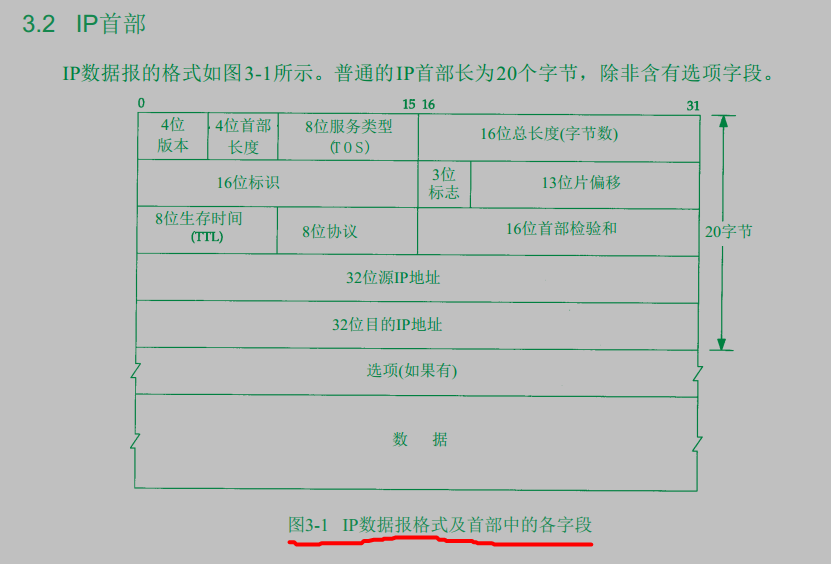 3.2 IP首部
IP数据报的格式如图3-1所示。普通的IP首部长为20个字节，除非含有选项字段。
0 15 16 31
4位
版本
4位首部
长度
8位服务类型
(TOS)
16位总长度(字节数)
16位标识
3位
标志
13位片偏移
8位生存时间
(TTL)
8位协议
16位首部检验和
20字节
32位源IP地址
32位目的IP地址
选项(如果有)
数 据
图3-1 IP数据报格式及首部中的各字段